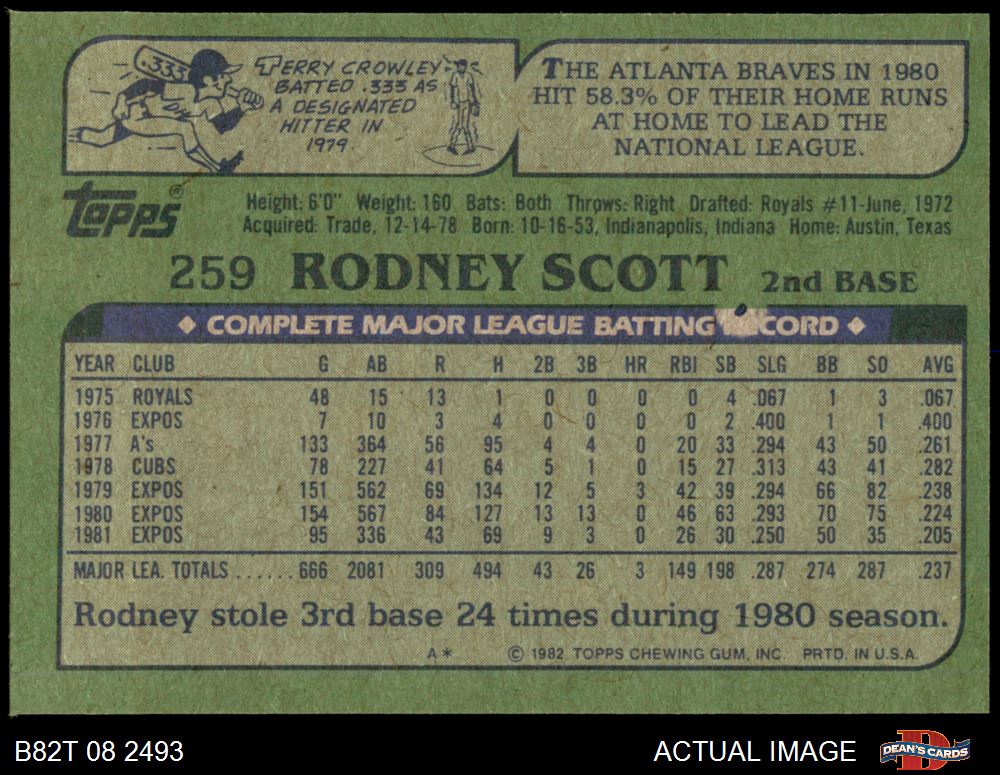 .333
TERRY CROWLEY
BATTED .333 AS
A DESIGNATED
HITTER IN
1979.
THE ATLANTA BRAVES IN 1980
HIT 58.3% OF THEIR HOME RUNS
AT HOME TO LEAD THE
NATIONAL LEAGUE.
Topps®
Height: 6'0" Weight: 160 Bats: Both Throws: Right Drafted: Royals #11-June, 1972
Acquired: Trade, 12-14-78 Born: 10-16-53, Indianapolis, Indiana Home: Austin, Texas
259 RODNEY SCOTT 2nd BASE
COMPLETE MAJOR LEAGUE BATTING CORD
YEAR CLUB G AB R H 2B 3B HR RBI SB SLG BB SO AVG
1975 ROYALS 48 15 13 1 0 0 0 0 4 .067 1 3 .067
1976 EXPOS 7 10 3 4 0 0 0 0 2 .400 1 1 .400
1977 A's 133 364 56 95 4 4 0 20 33 .294 43 50 .261
1978 CUBS 78 227 41 64 5 1 0 15 27 .313 43 41 .282
1979 EXPOS 151 562 69 134 12 5 3 42 39 .294 66 82 .238
1980 EXPOS 154 567 84 127 13 13 0 46 63 .293 70 75 .224
1981 EXPOS 95 336 43 69 9 3 0 26 30 .250 50 35 .205
MAJOR LEA. TOTALS ...... 666 2081 309 494 43 26 3 149 198 .287 274 287 .237
Rodney stole 3rd base 24 times during 1980 season.
A* © 1982 TOPPS CHEWING GUM, INC. PRTD. IN U.S.A.
B82T 08 2493
ACTUAL IMAGE
DEAN'S CARDS